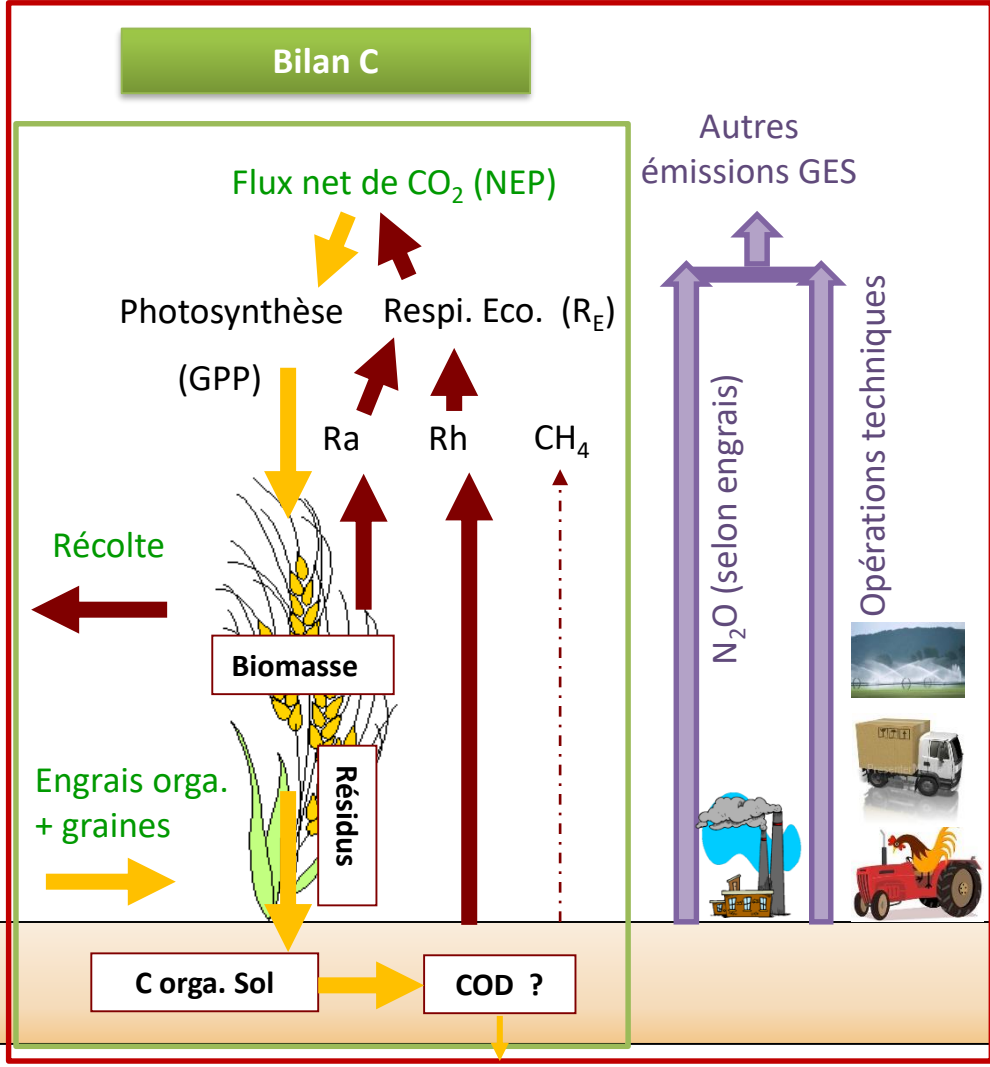 Bilan C
Autres
émissions GES
Flux net de CO₂ (NEP)
Photosynthèse
(GPP)
Respi. Eco. (R_E)
Ra
Rh
CH₄
Récolte
Biomasse
Résidus
Engrais orga.
+ graines
C orga. Sol
COD ?
N₂O (selon engrais)
Opérations techniques